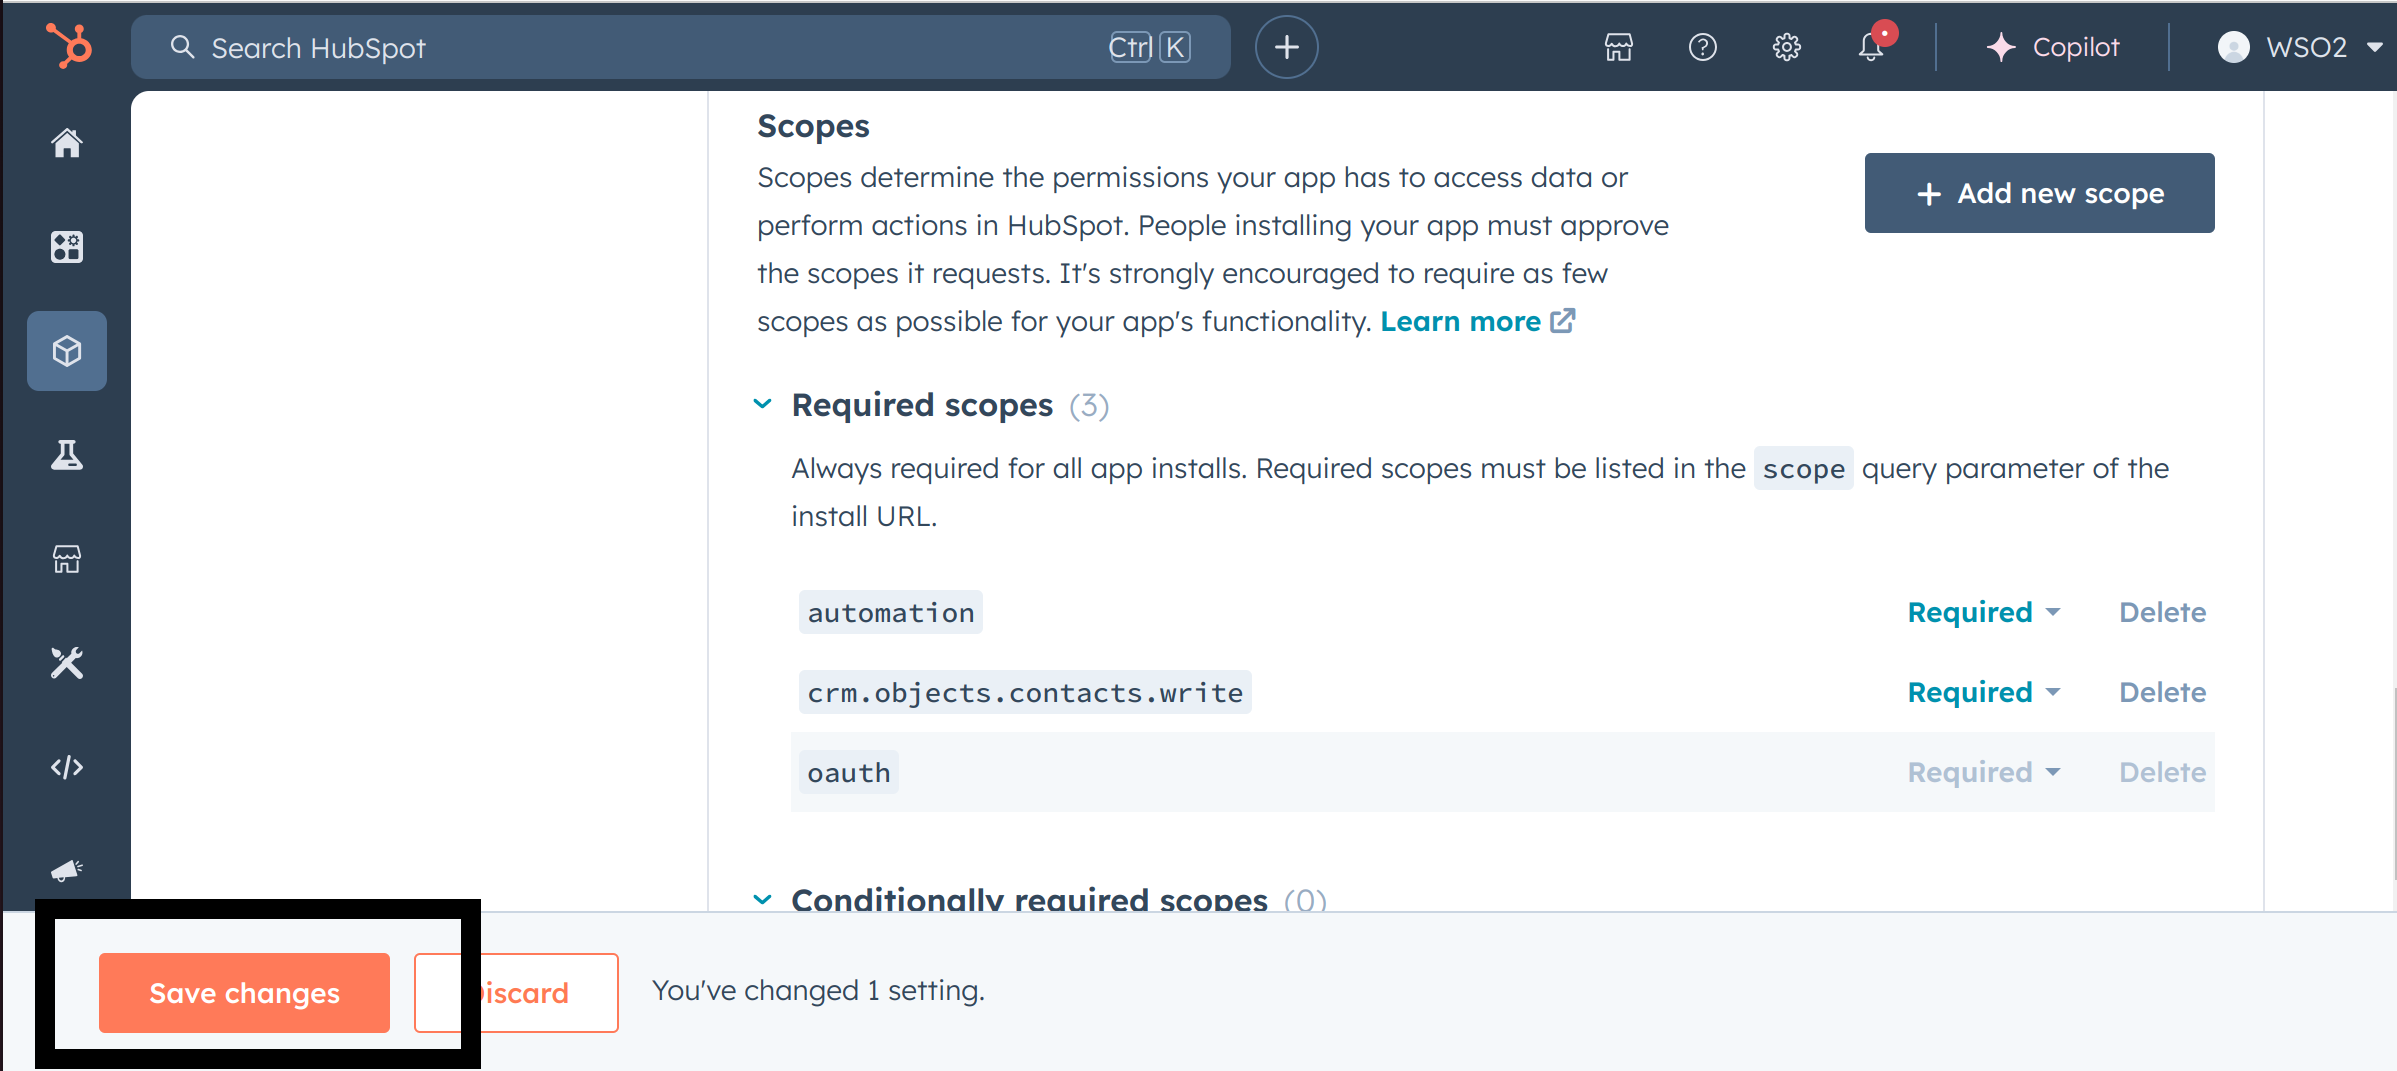 Search HubSpot
Ctrl K
Copilot
WSO2
Scopes
Scopes determine the permissions your app has to access data or
perform actions in HubSpot. People installing your app must approve
the scopes it requests. It's strongly encouraged to require as few
scopes as possible for your app's functionality. Learn more
+ Add new scope
Required scopes (3)
Always required for all app installs. Required scopes must be listed in the scope query parameter of the
install URL.
automation Required Delete
crm.objects.contacts.write Required Delete
oauth Required Delete
Conditionally required scopes (0)
Save changes
iscard
You've changed 1 setting.